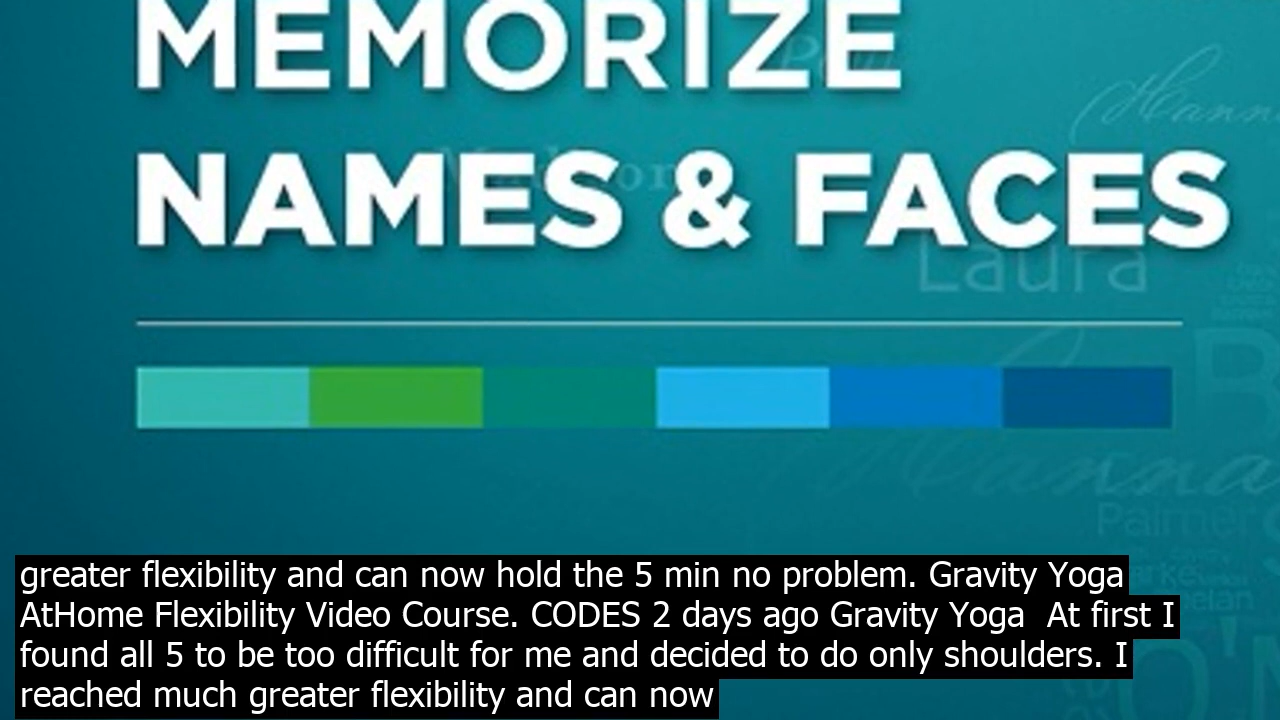 MEMORIZE
NAMES & FACES
Laura
Hanna
Palmer
greater flexibility and can now hold the 5 min no problem. Gravity Yoga
AtHome Flexibility Video Course. CODES 2 days ago Gravity Yoga  At first I
found all 5 to be too difficult for me and decided to do only shoulders. I
reached much greater flexibility and can now